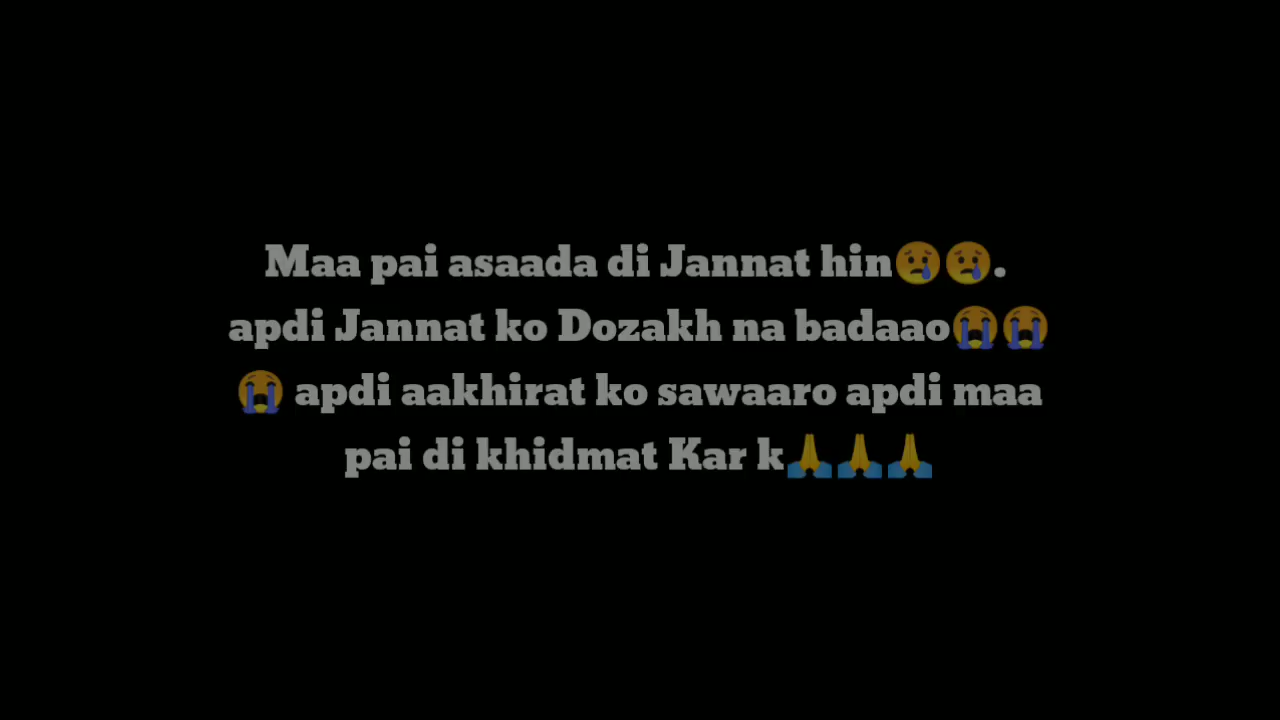 Maa pai asaada di Jannat hin😢😢.
apdi Jannat ko Dozakh na badaao😭😭
😭 apdi aakhirat ko sawaaro apdi maa
pai di khidmat Kar k🙏🙏🙏